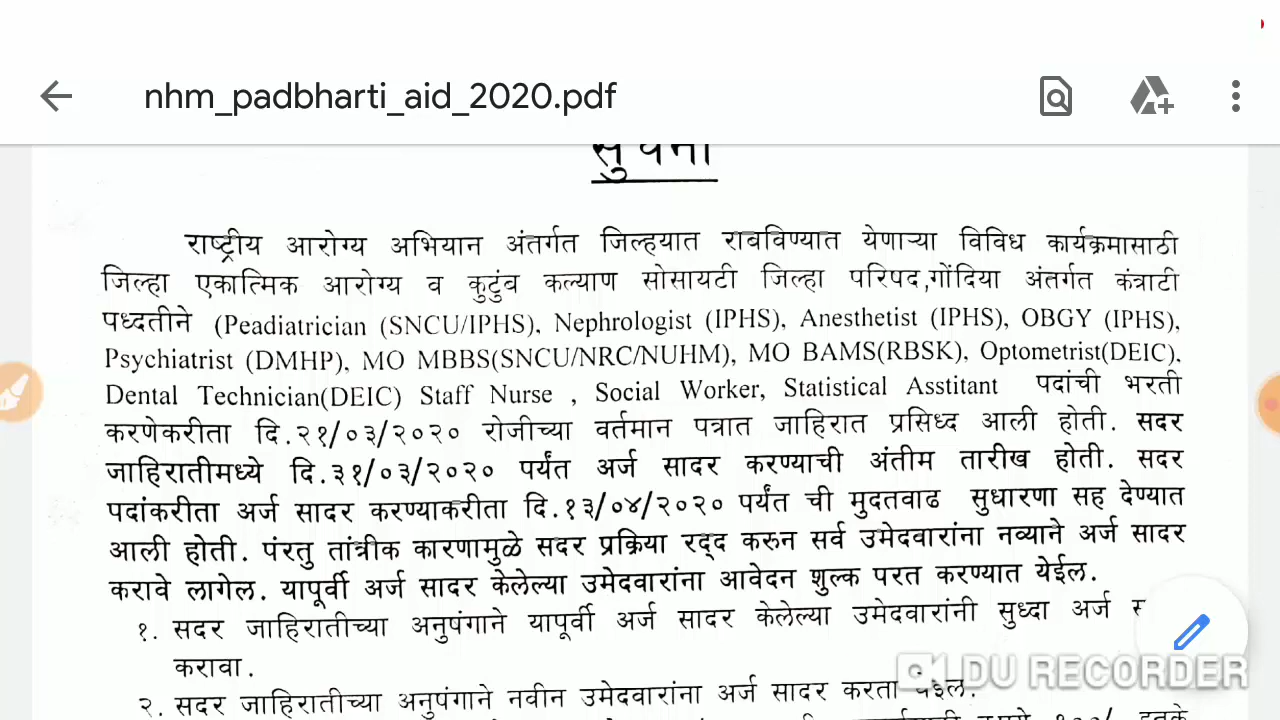 nhm_padbharti_aid_2020.pdf
सुचना
राष्ट्रीय आरोग्य अभियान अंतर्गत जिल्हयात राबविण्यात येणाऱ्या विविध कार्यक्रमासाठी
जिल्हा एकात्मिक आरोग्य व कुटुंब कल्याण सोसायटी जिल्हा परिषद,गोंदिया अंतर्गत कंत्राटी
पध्दतीने (Peadiatrician (SNCU/IPHS), Nephrologist (IPHS), Anesthetist (IPHS), OBGY (IPHS),
Psychiatrist (DMHP), MO MBBS(SNCU/NRC/NUHM), MO BAMS(RBSK), Optometrist(DEIC),
Dental Technician(DEIC) Staff Nurse , Social Worker, Statistical Asstitant पदांची भरती
करणेकरीता दि.२१/०३/२०२० रोजीच्या वर्तमान पत्रात जाहिरात प्रसिध्द आली होती. सदर
जाहिरातीमध्ये दि.३१/०३/२०२० पर्यंत अर्ज सादर करण्याची अंतीम तारीख होती. सदर
पदांकरीता अर्ज सादर करण्याकरीता दि.१३/०४/२०२० पर्यंत ची मुदतवाढ सुधारणा सह देण्यात
आली होती. पंरतु तांत्रीक कारणामुळे सदर प्रक्रिया रद्द करुन सर्व उमेदवारांना नव्याने अर्ज सादर
करावे लागेल. यापूर्वी अर्ज सादर केलेल्या उमेदवारांना आवेदन शुल्क परत करण्यात येईल.
१. सदर जाहिरातीच्या अनुषंगाने यापूर्वी अर्ज सादर केलेल्या उमेदवारांनी सुध्दा अर्ज
करावा.
२. सदर जाहिरातीच्या अनुषंगाने नवीन उमेदवारांना अर्ज सादर करता येईल.
DU RECORDER